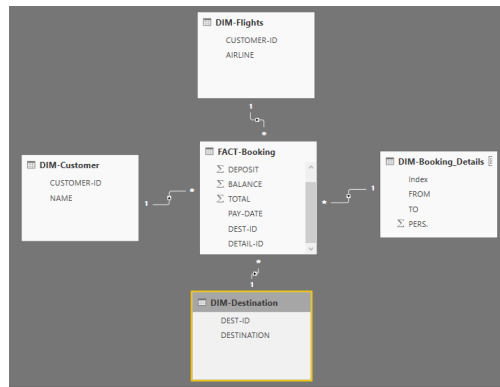 DIM-Flights
CUSTOMER-ID
AIRLINE
1
*
FACT-Booking
Σ DEPOSIT
Σ BALANCE
Σ TOTAL
PAY-DATE
DEST-ID
DETAIL-ID
DIM-Customer
CUSTOMER-ID
NAME
1
*
DIM-Booking_Details
Index
FROM
TO
Σ PERS.
*
1
*
1
DIM-Destination
DEST-ID
DESTINATION